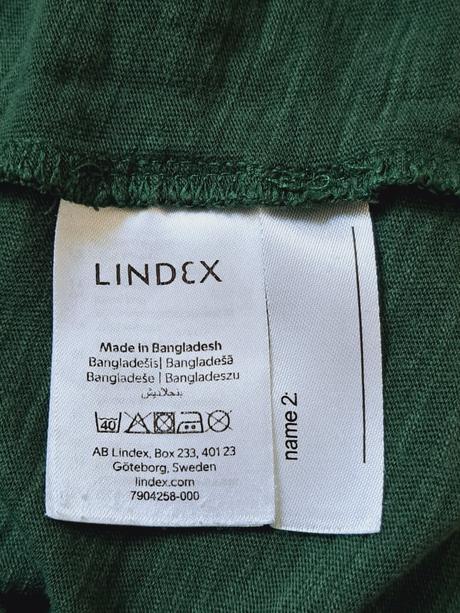 LINDEX
Made in Bangladesh
Bangladešis| Bangladešā
Bangladeše | Bangladeszu
بنجلاديش
40
AB Lindex, Box 233, 401 23
Göteborg, Sweden
lindex.com
7904258-000
name 2: